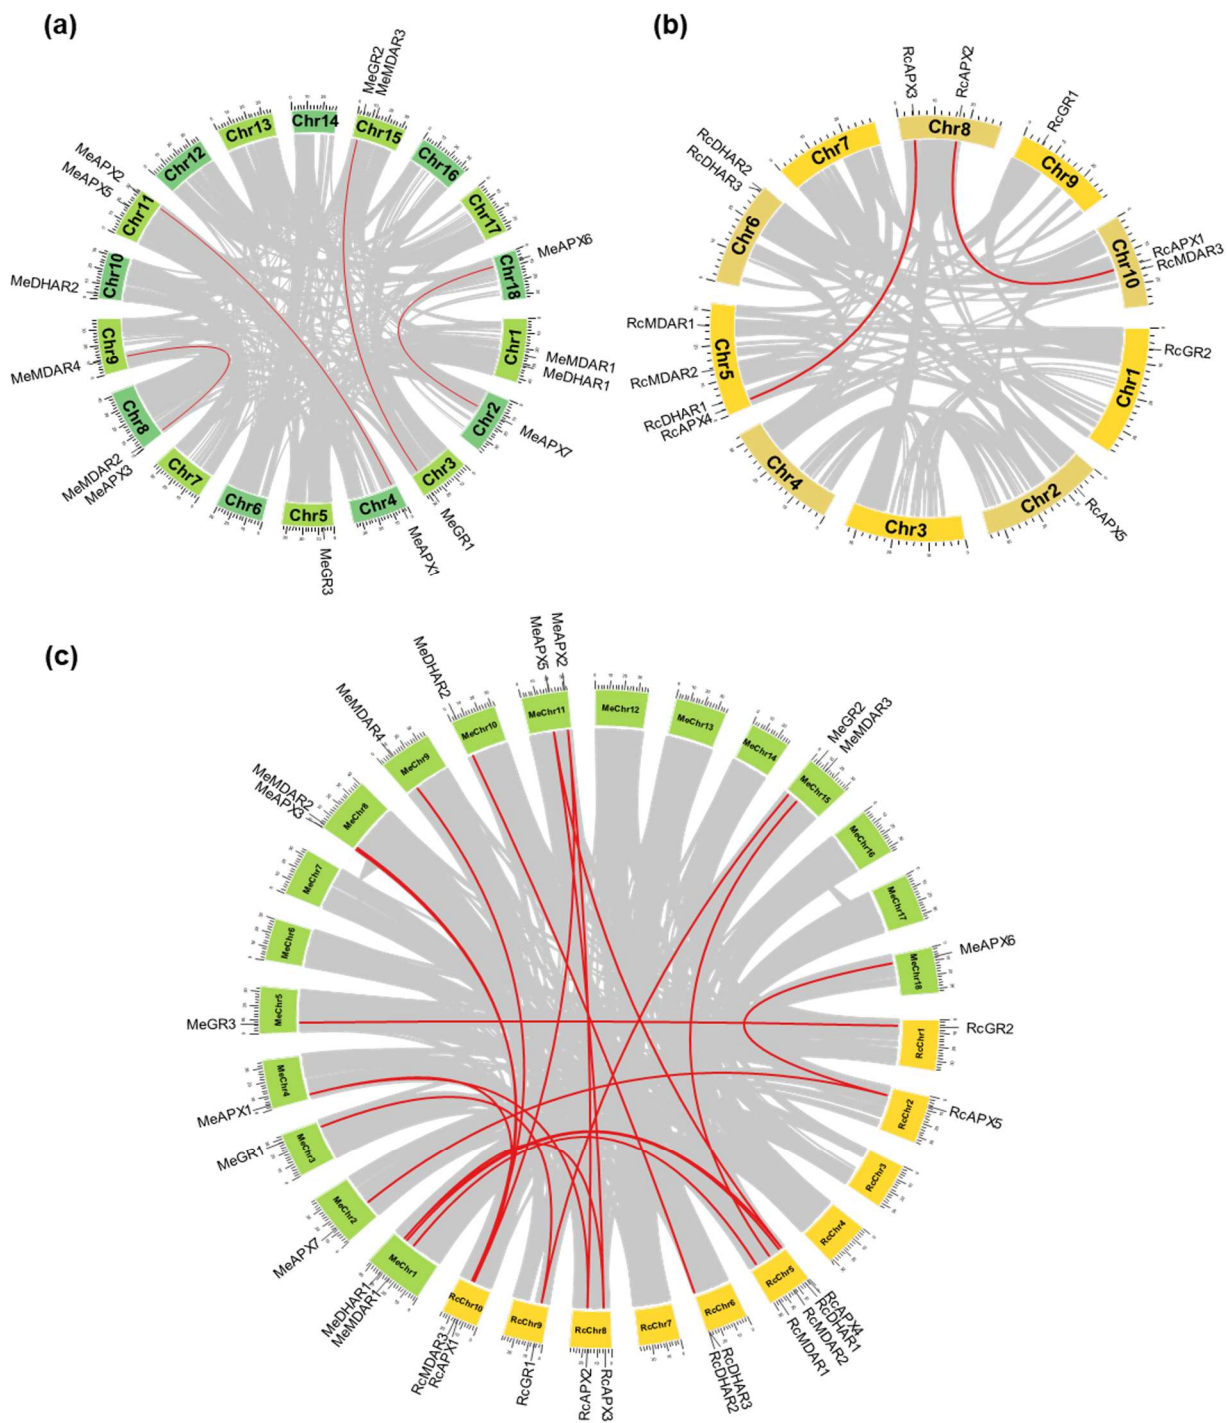 (a)
MeGR2
MeMDAR3
Chr14
Chr15
Chr16
Chr17
Chr18
MeAPX6
Chr1
MeMDAR1
MeDHAR1
Chr2
MeAPX7
Chr3
MeGR1
Chr4
MeAPX1
Chr5
MeGR3
Chr6
Chr7
Chr8
MeMDAR2
MeAPX3
Chr9
MeMDAR4
Chr10
MeDHAR2
Chr11
MeAPX2
MeAPX5
Chr12
Chr13
(b)
RcAPX3
RcAPX2
Chr8
RcGR1
Chr9
Chr10
RcAPX1
RcMDAR3
Chr1
RcGR2
Chr2
RcAPX5
Chr3
Chr4
Chr5
RcMDAR1
RcMDAR2
RcDHAR1
RcAPX4
Chr6
RcDHAR2
RcDHAR3
Chr7
(c)
MeAPX5
MeAPX2
MeChr11
MeChr12
MeChr13
MeChr14
MeChr15
MeGR2
MeMDAR3
MeChr16
MeChr17
MeChr18
MeAPX6
RcChr1
RcGR2
RcChr2
RcAPX5
RcChr3
RcChr4
RcChr5
RcAPX4
RcDHAR1
RcMDAR2
RcMDAR1
RcChr6
RcDHAR3
RcDHAR2
RcChr7
RcChr8
RcAPX3
RcAPX2
RcChr9
RcGR1
RcChr10
RcAPX1
RcMDAR3
MeChr1
MeDHAR1
MeMDAR1
MeChr2
MeAPX7
MeChr3
MeGR1
MeChr4
MeAPX1
MeChr5
MeGR3
MeChr6
MeChr7
MeChr8
MeMDAR2
MeAPX3
MeChr9
MeMDAR4
MeChr10
MeDHAR2